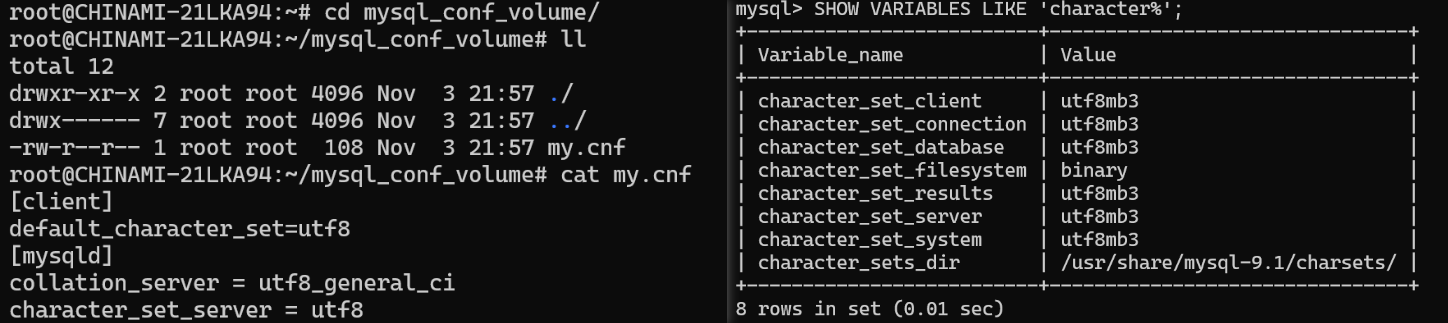 root@CHINAMI-21LKA94:~# cd mysql_conf_volume/
root@CHINAMI-21LKA94:~/mysql_conf_volume# ll
total 12
drwxr-xr-x 2 root root 4096 Nov  3 21:57 ./
drwx------ 7 root root 4096 Nov  3 21:57 ../
-rw-r--r-- 1 root root  108 Nov  3 21:57 my.cnf
root@CHINAMI-21LKA94:~/mysql_conf_volume# cat my.cnf
[client]
default_character_set=utf8
[mysqld]
collation_server = utf8_general_ci
character_set_server = utf8
mysql> SHOW VARIABLES LIKE 'character%';
+--------------------------+--------------------------------+
| Variable_name            | Value                          |
+--------------------------+--------------------------------+
| character_set_client     | utf8mb3                        |
| character_set_connection | utf8mb3                        |
| character_set_database   | utf8mb3                        |
| character_set_filesystem | binary                         |
| character_set_results    | utf8mb3                        |
| character_set_server     | utf8mb3                        |
| character_set_system     | utf8mb3                        |
| character_sets_dir       | /usr/share/mysql-9.1/charsets/ |
+--------------------------+--------------------------------+
8 rows in set (0.01 sec)